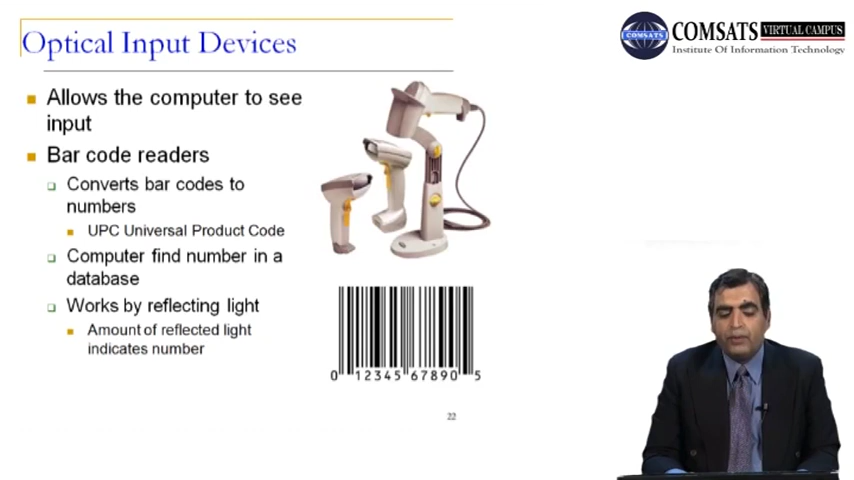 Optical Input Devices
COMSATS VIRTUAL CAMPUS
COMSATS
Institute Of Information Technology
Allows the computer to see
input
Bar code readers
Converts bar codes to
numbers
UPC Universal Product Code
Computer find number in a
database
Works by reflecting light
Amount of reflected light
indicates number
0 12345 67890 5
22